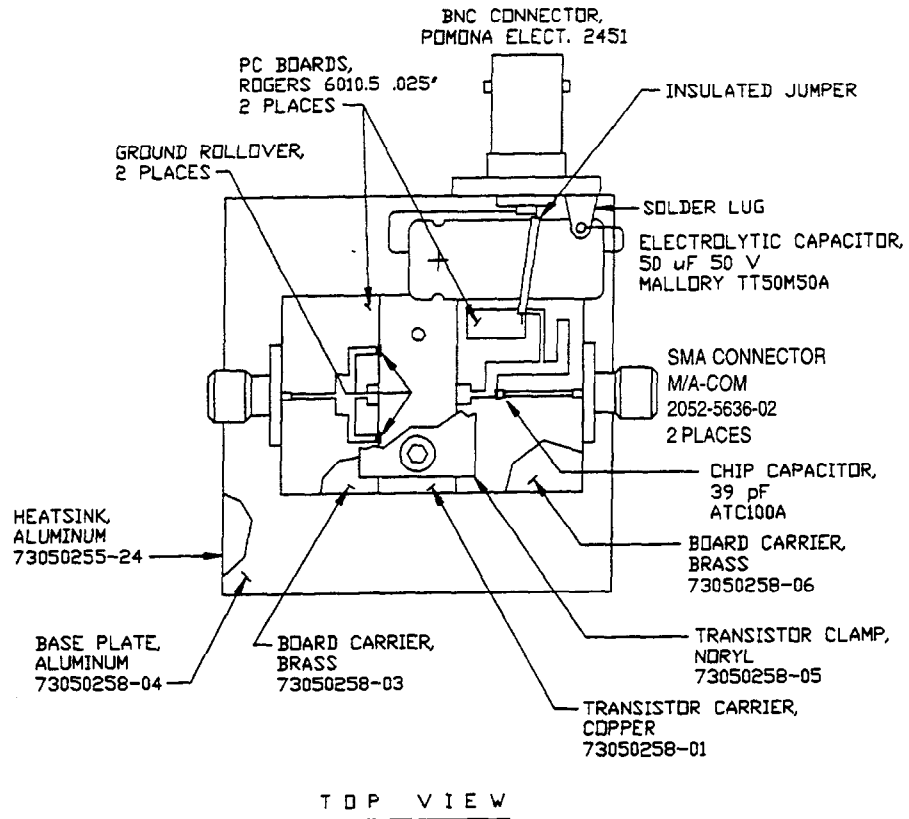 BNC CONNECTOR,
POMONA ELECT. 2451
PC BOARDS,
ROGERS 6010.5 .025"
2 PLACES
INSULATED JUMPER
GROUND ROLLOVER,
2 PLACES
SOLDER LUG
ELECTROLYTIC CAPACITOR,
50 uF 50 V
MALLORY TT50M50A
SMA CONNECTOR
M/A-COM
2052-5636-02
2 PLACES
CHIP CAPACITOR,
39 pF
ATC100A
HEATSINK,
ALUMINUM
73050255-24
BOARD CARRIER,
BRASS
73050258-06
BASE PLATE,
ALUMINUM
73050258-04
BOARD CARRIER,
BRASS
73050258-03
TRANSISTOR CLAMP,
NORYL
73050258-05
TRANSISTOR CARRIER,
COPPER
73050258-01
TOP VIEW